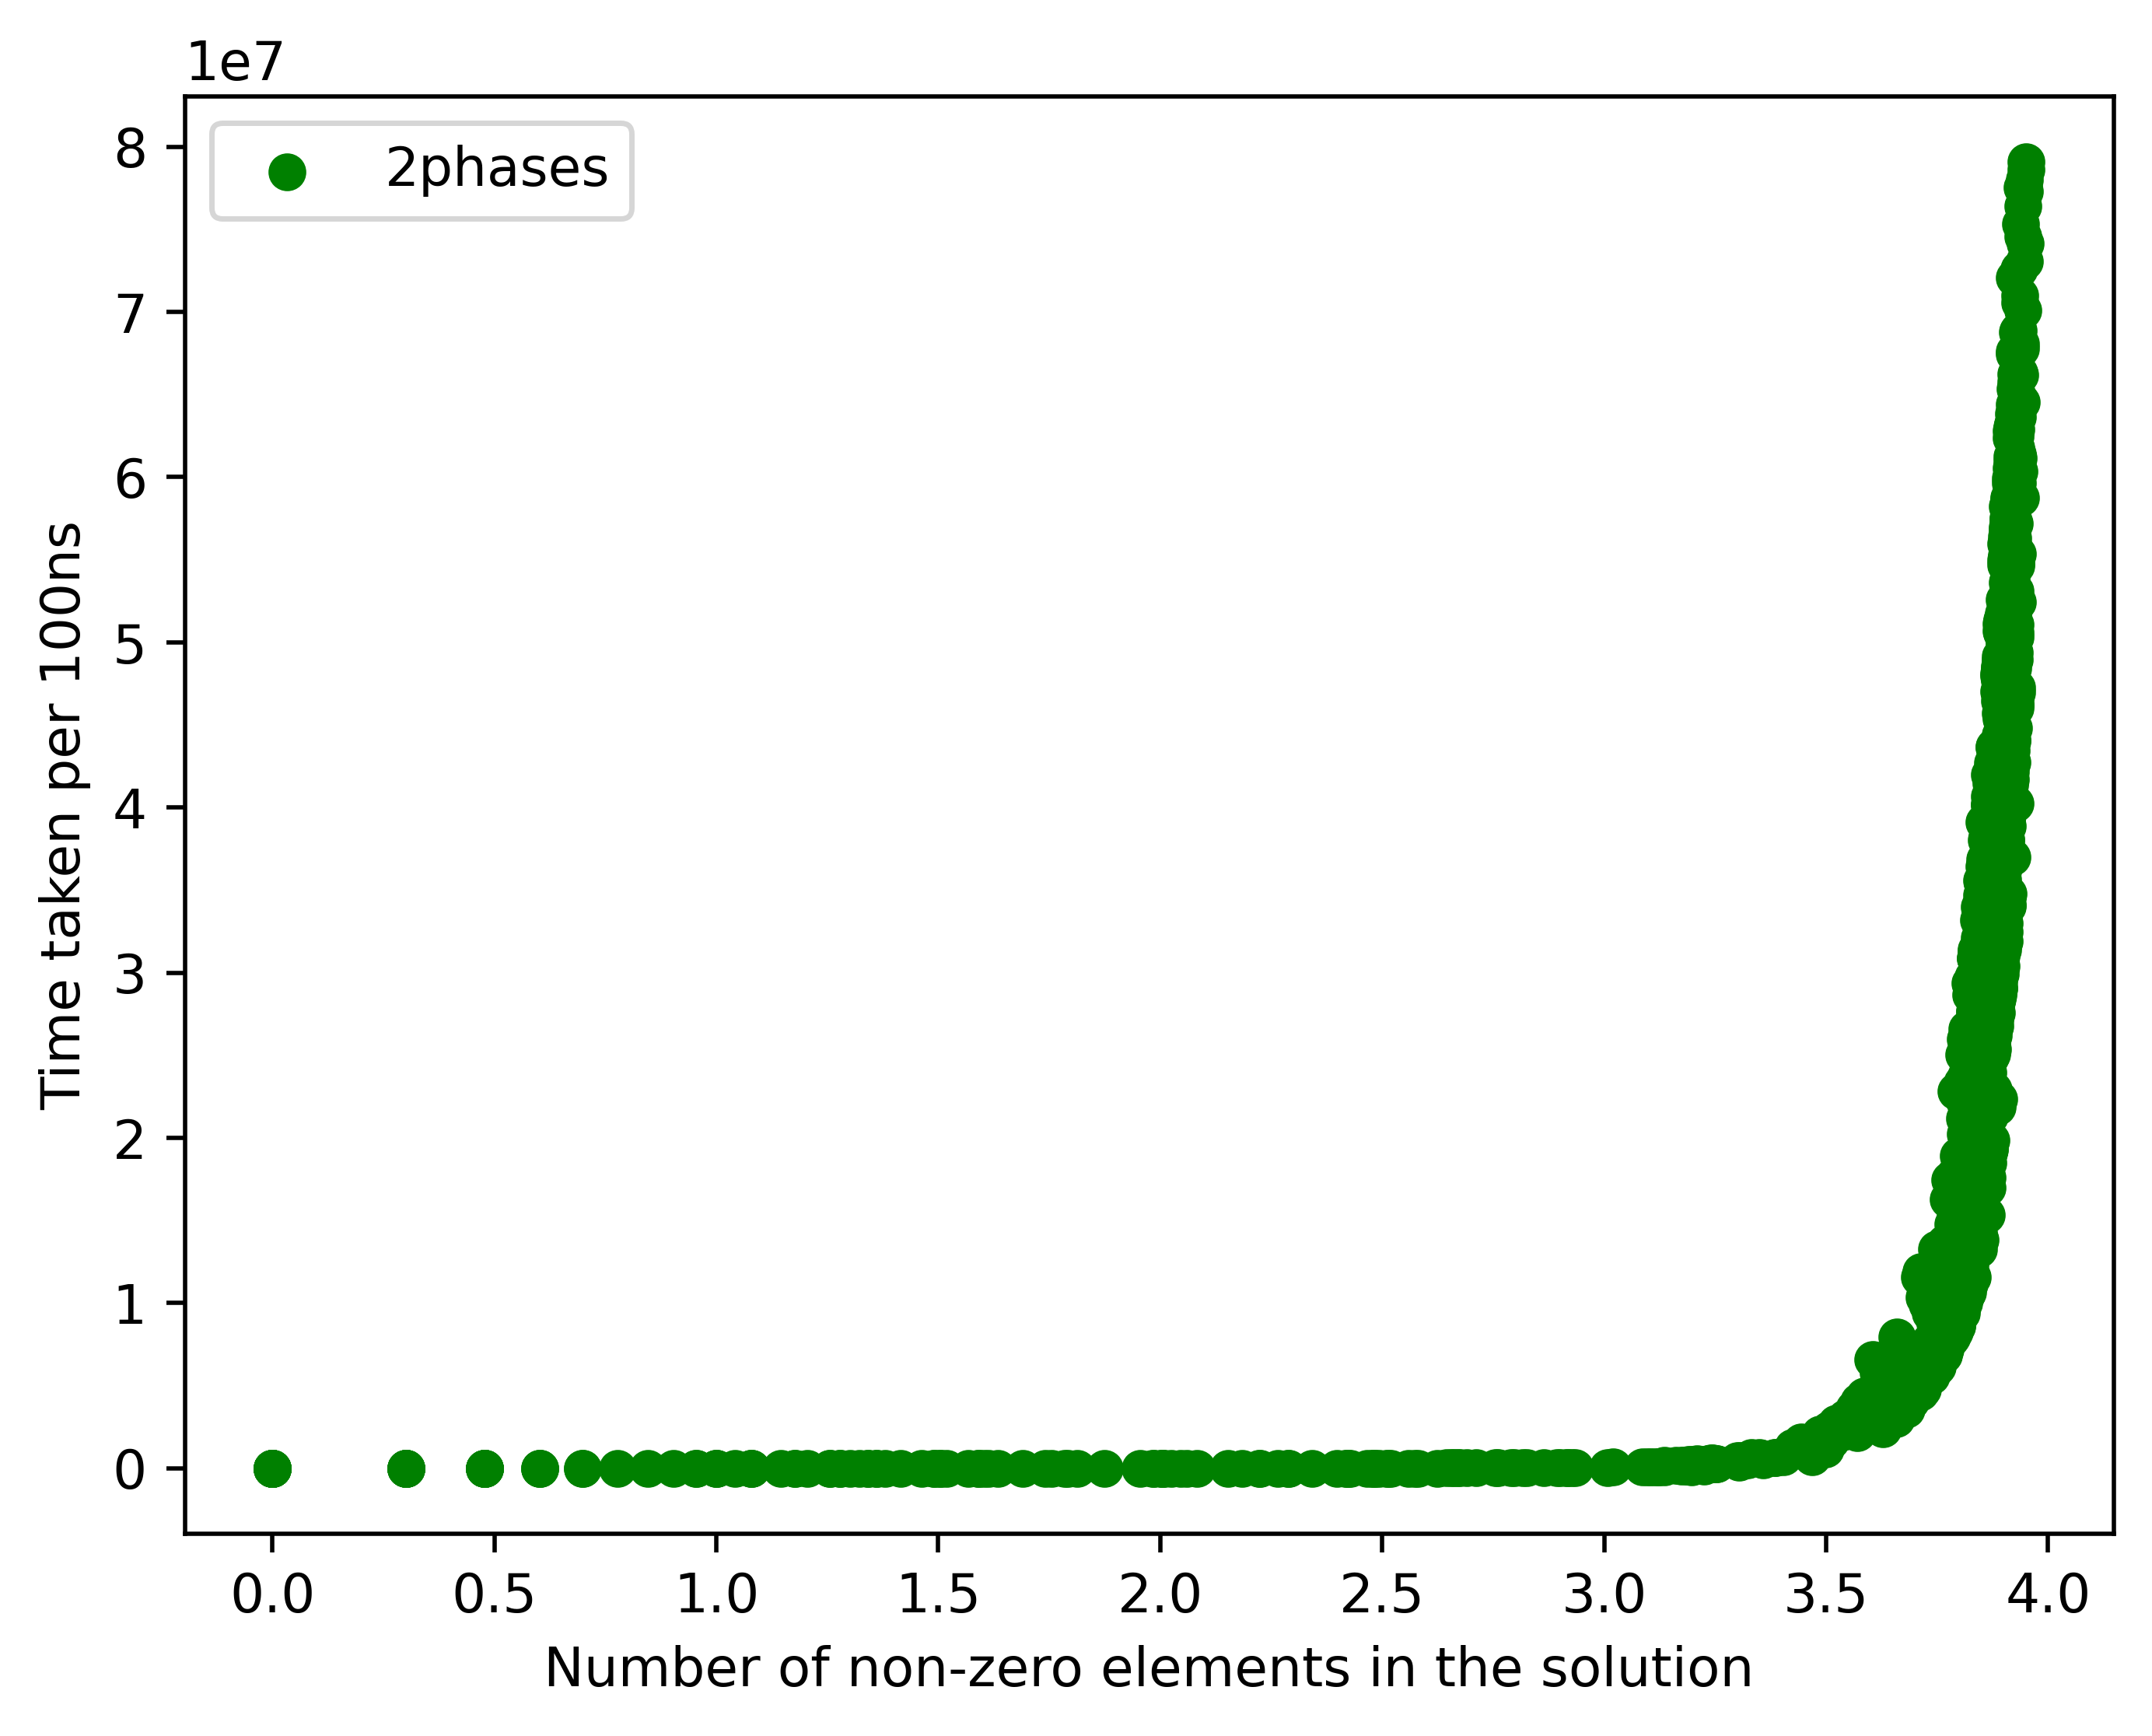 1e7
2phases
8
7
6
5
4
3
2
1
0
Time taken per 100ns
0.0 0.5 1.0 1.5 2.0 2.5 3.0 3.5 4.0
Number of non-zero elements in the solution